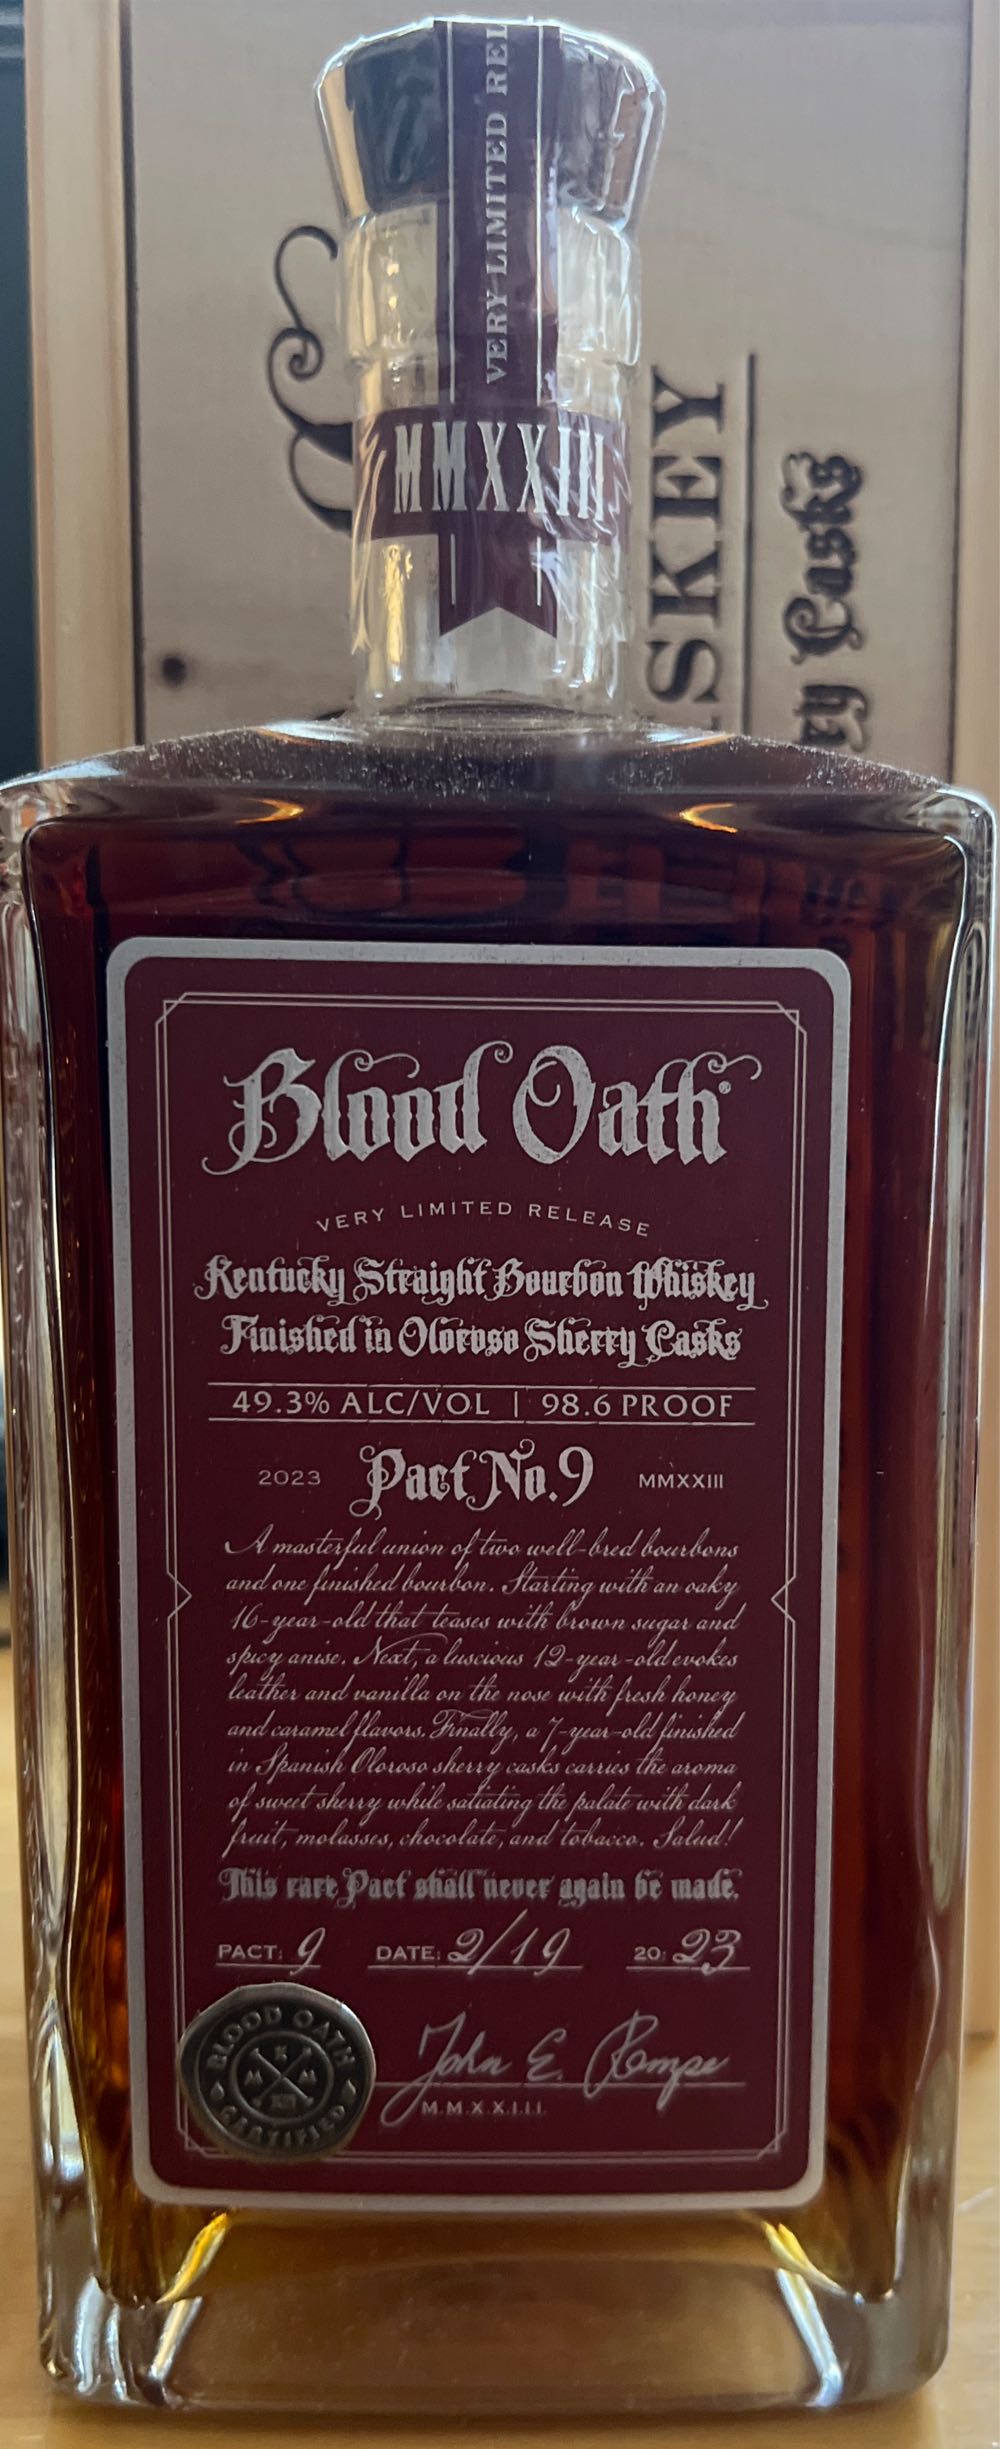 VERY LIMITED REL
MMXXIII
SKEY
ry Casks
Blood Oath®
VERY LIMITED RELEASE
Kentucky Straight Bourbon Whiskey
Finished in Oloroso Sherry Casks
49.3% ALC/VOL | 98.6 PROOF
2023 Pact No.9 MMXXIII
A masterful union of two well-bred bourbons
and one finished bourbon. Starting with an oaky
16-year-old that teases with brown sugar and
spicy anise. Next, a luscious 12-year-old evokes
leather and vanilla on the nose with fresh honey
and caramel flavors. Finally, a 7-year-old finished
in Spanish Oloroso sherry casks carries the aroma
of sweet sherry while satiating the palate with dark
fruit, molasses, chocolate, and tobacco. Salud!
This rare Pact shall never again be made.
PACT: 9 DATE: 2/19 20: 23
BLOOD OATH
CERTIFIED
John E. Rempe
M.M.X.X.I.I.I.